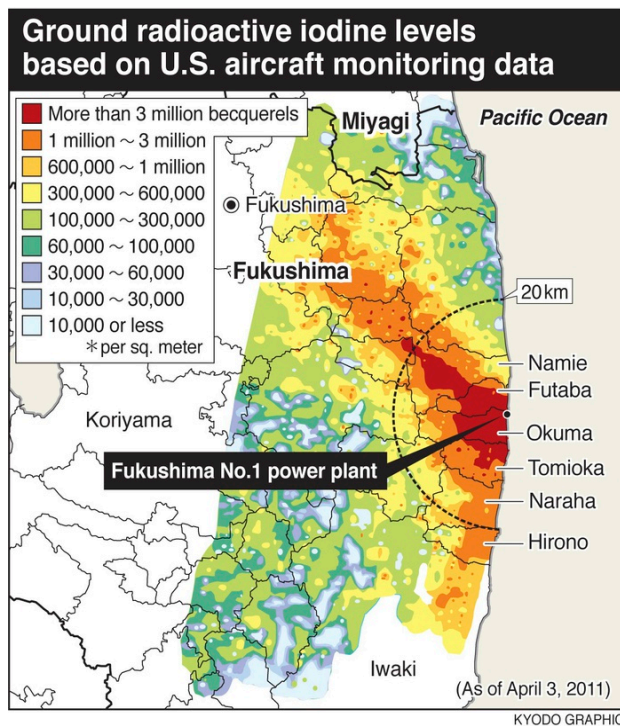 Ground radioactive iodine levels
based on U.S. aircraft monitoring data
More than 3 million becquerels
1 million ~ 3 million
600,000 ~ 1 million
300,000 ~ 600,000
100,000 ~ 300,000
60,000 ~ 100,000
30,000 ~ 60,000
10,000 ~ 30,000
10,000 or less
*per sq. meter
Miyagi
Pacific Ocean
Fukushima
Fukushima
20km
Namie
Futaba
Koriyama
Okuma
Fukushima No.1 power plant
Tomioka
Naraha
Hirono
Iwaki
(As of April 3, 2011)
KYODO GRAPHIC